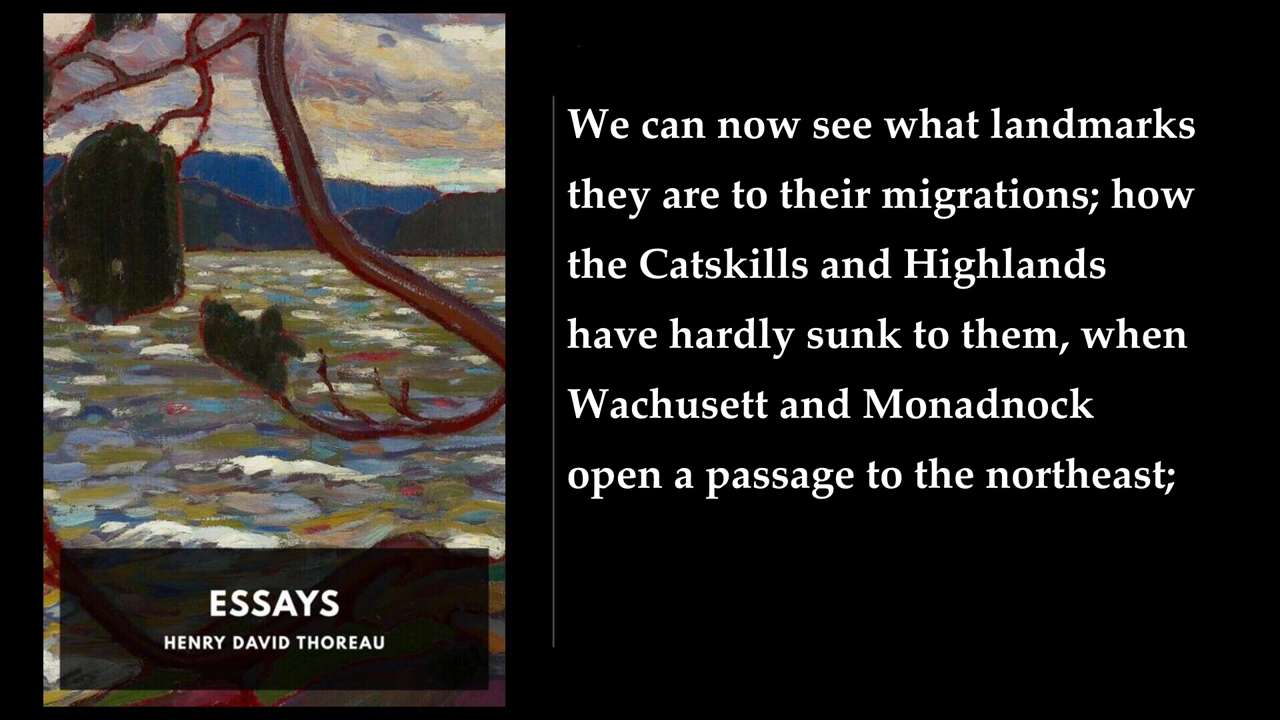 ESSAYS
HENRY DAVID THOREAU
We can now see what landmarks
they are to their migrations; how
the Catskills and Highlands
have hardly sunk to them, when
Wachusett and Monadnock
open a passage to the northeast;